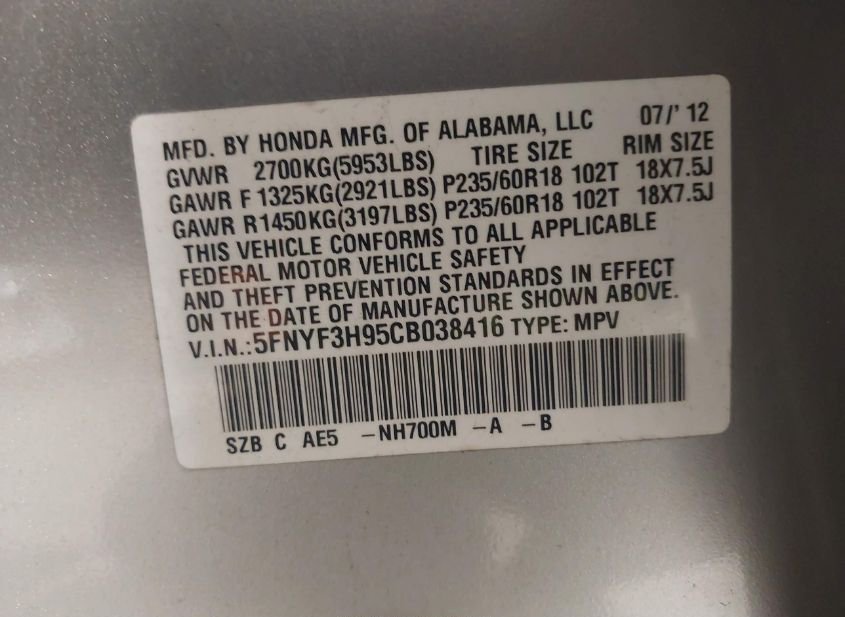 MFD. BY HONDA MFG. OF ALABAMA, LLC 07/' 12
GVWR 2700KG(5953LBS) TIRE SIZE RIM SIZE
GAWR F 1325KG(2921LBS) P235/60R18 102T 18X7.5J
GAWR R1450KG(3197LBS) P235/60R18 102T 18X7.5J
THIS VEHICLE CONFORMS TO ALL APPLICABLE
FEDERAL MOTOR VEHICLE SAFETY
AND THEFT PREVENTION STANDARDS IN EFFECT
ON THE DATE OF MANUFACTURE SHOWN ABOVE.
V.I.N.:5FNYF3H95CB038416 TYPE: MPV
SZB C AE5 -NH700M -A -B